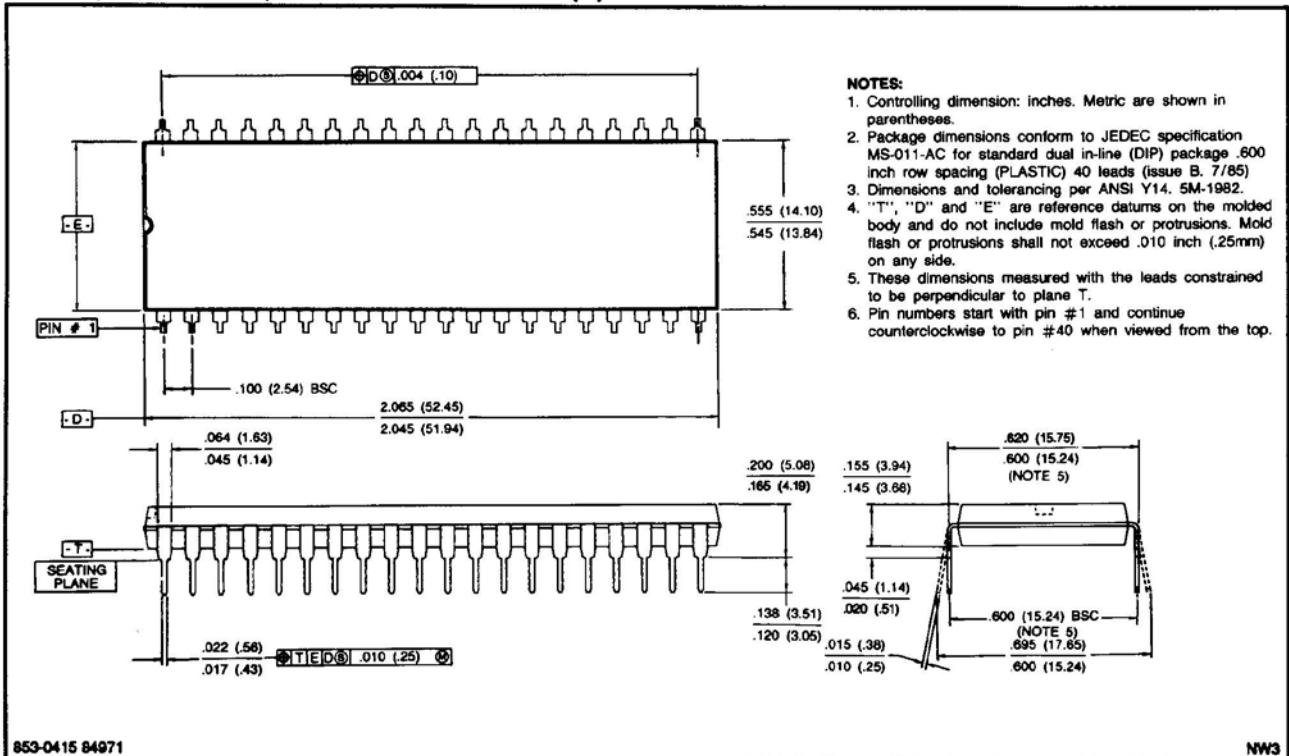 ⌖ D Ⓢ .004 (.10)
NOTES:
1. Controlling dimension: inches. Metric are shown in
parentheses.
2. Package dimensions conform to JEDEC specification
MS-011-AC for standard dual in-line (DIP) package .600
inch row spacing (PLASTIC) 40 leads (issue B. 7/85)
3. Dimensions and tolerancing per ANSI Y14. 5M-1982.
4. "T", "D" and "E" are reference datums on the molded
body and do not include mold flash or protrusions. Mold
flash or protrusions shall not exceed .010 inch (.25mm)
on any side.
5. These dimensions measured with the leads constrained
to be perpendicular to plane T.
6. Pin numbers start with pin #1 and continue
counterclockwise to pin #40 when viewed from the top.
- E -
.555 (14.10)
.545 (13.84)
PIN # 1
.100 (2.54) BSC
- D -
2.065 (52.45)
2.045 (51.94)
.064 (1.63)
.045 (1.14)
.200 (5.08)
.165 (4.19)
.155 (3.94)
.145 (3.68)
.620 (15.75)
.600 (15.24)
(NOTE 5)
- T -
SEATING
PLANE
.138 (3.51)
.120 (3.05)
.045 (1.14)
.020 (.51)
.600 (15.24) BSC
(NOTE 5)
.022 (.56)
.017 (.43)
⌖ T E D Ⓢ .010 (.25) Ⓜ
.015 (.38)
.010 (.25)
.695 (17.65)
.600 (15.24)
853-0415 84971
NW3